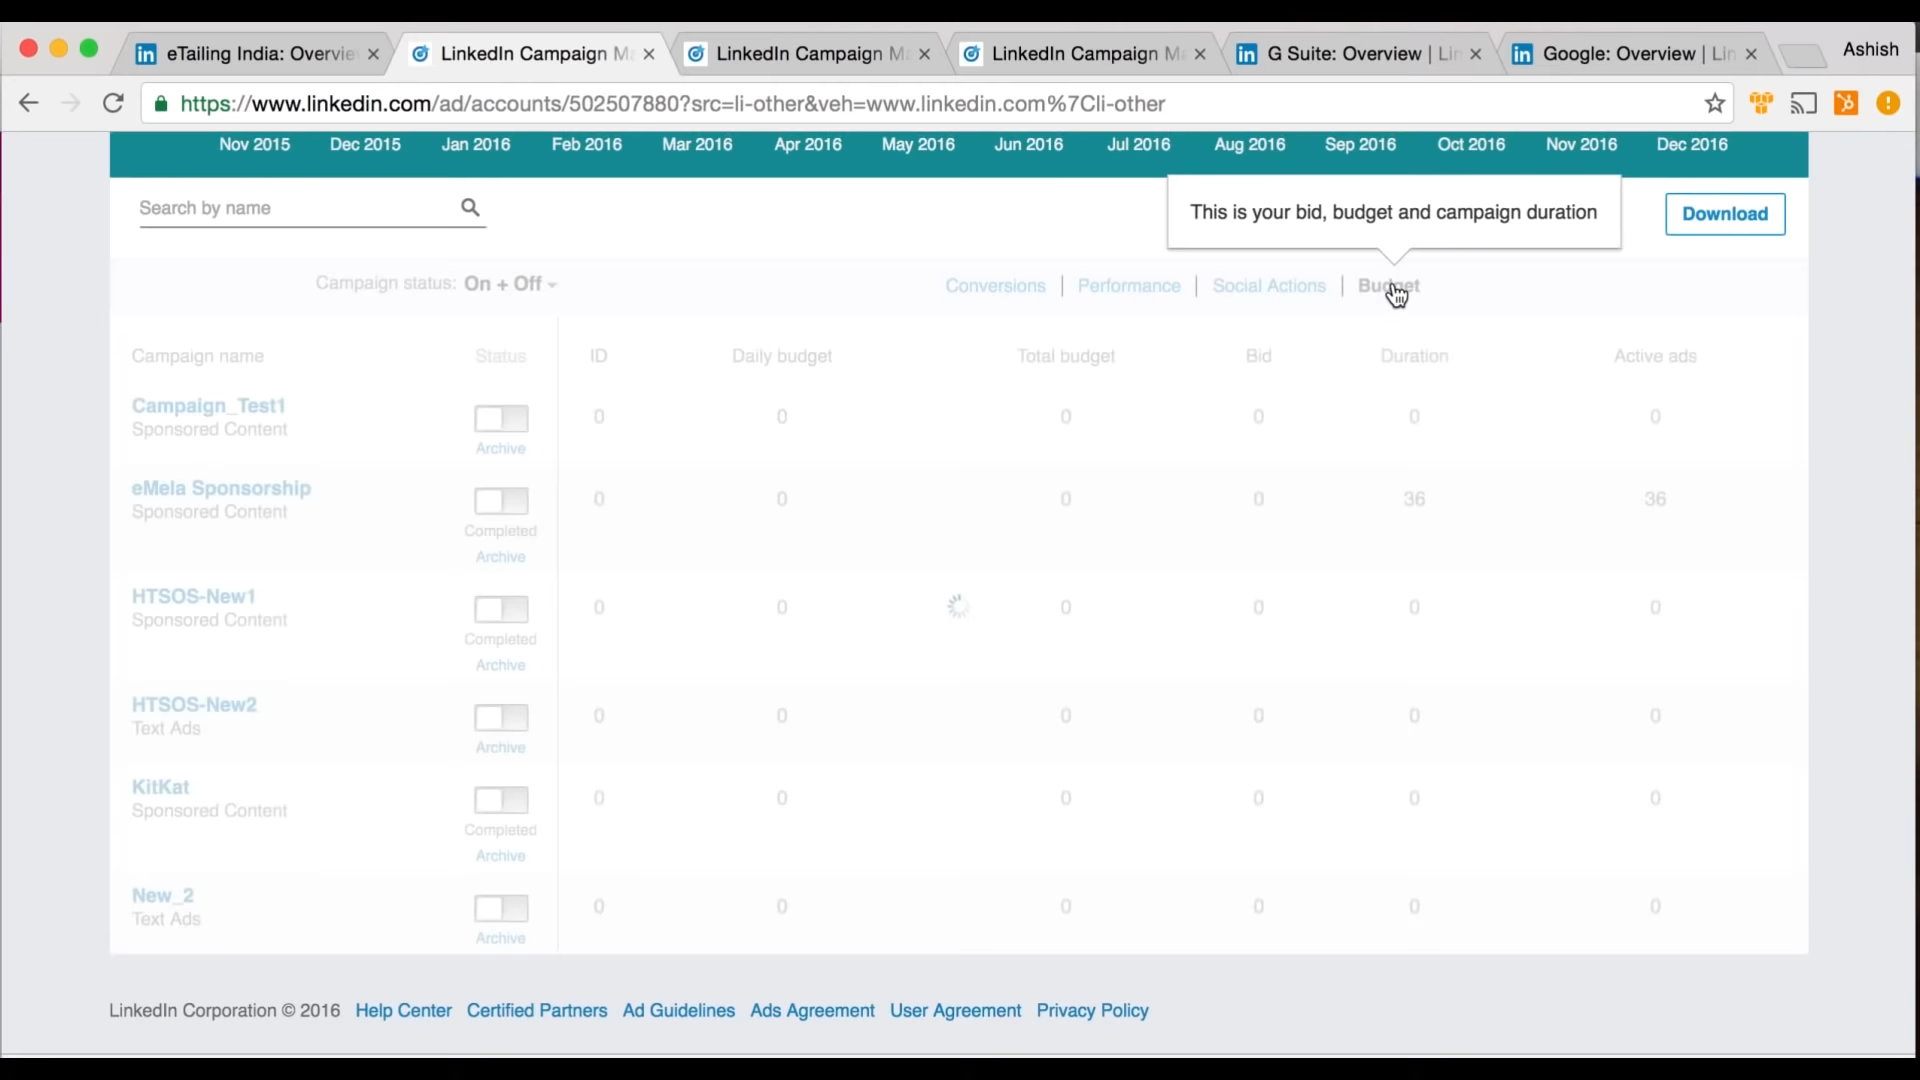 eTailing India: Overvie
LinkedIn Campaign Ma
LinkedIn Campaign Ma
LinkedIn Campaign Ma
G Suite: Overview | Lin
Google: Overview | Lin
Ashish
https://www.linkedin.com/ad/accounts/502507880?src=li-other&veh=www.linkedin.com%7Cli-other
Nov 2015 Dec 2015 Jan 2016 Feb 2016 Mar 2016 Apr 2016 May 2016 Jun 2016 Jul 2016 Aug 2016 Sep 2016 Oct 2016 Nov 2016 Dec 2016
Search by name
This is your bid, budget and campaign duration
Download
Campaign status: On + Off
Conversions | Performance | Social Actions | Budget
Campaign name Status ID Daily budget Total budget Bid Duration Active ads
Campaign_Test1
Sponsored Content
Archive
0 0 0 0 0 0
eMela Sponsorship
Sponsored Content
Completed
Archive
0 0 0 0 36 36
HTSOS-New1
Sponsored Content
Completed
Archive
0 0 0 0 0 0
HTSOS-New2
Text Ads
Archive
0 0 0 0 0 0
KitKat
Sponsored Content
Completed
Archive
0 0 0 0 0 0
New_2
Text Ads
Archive
0 0 0 0 0 0
LinkedIn Corporation © 2016 Help Center Certified Partners Ad Guidelines Ads Agreement User Agreement Privacy Policy